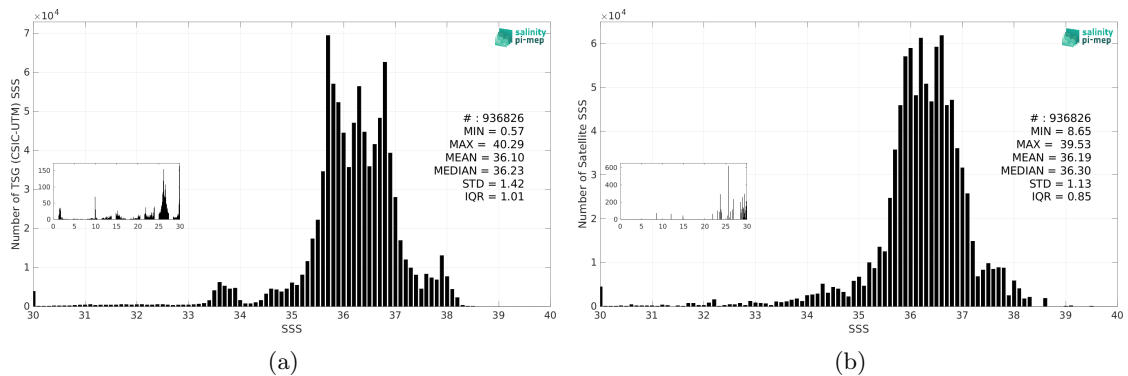 ×10⁴
7
6
5
4
3
2
1
0
Number of TSG (CSIC-UTM) SSS
salinity
pi-mep
# : 936826
MIN = 0.57
MAX = 40.29
MEAN = 36.10
MEDIAN = 36.23
STD = 1.42
IQR = 1.01
150
100
50
0
0 5 10 15 20 25 30
30 31 32 33 34 35 36 37 38 39 40
SSS
(a)
×10⁴
6
5
4
3
2
1
0
Number of Satellite SSS
salinity
pi-mep
# : 936826
MIN = 8.65
MAX = 39.53
MEAN = 36.19
MEDIAN = 36.30
STD = 1.13
IQR = 0.85
600
400
200
0
0 5 10 15 20 25 30
30 31 32 33 34 35 36 37 38 39 40
SSS
(b)